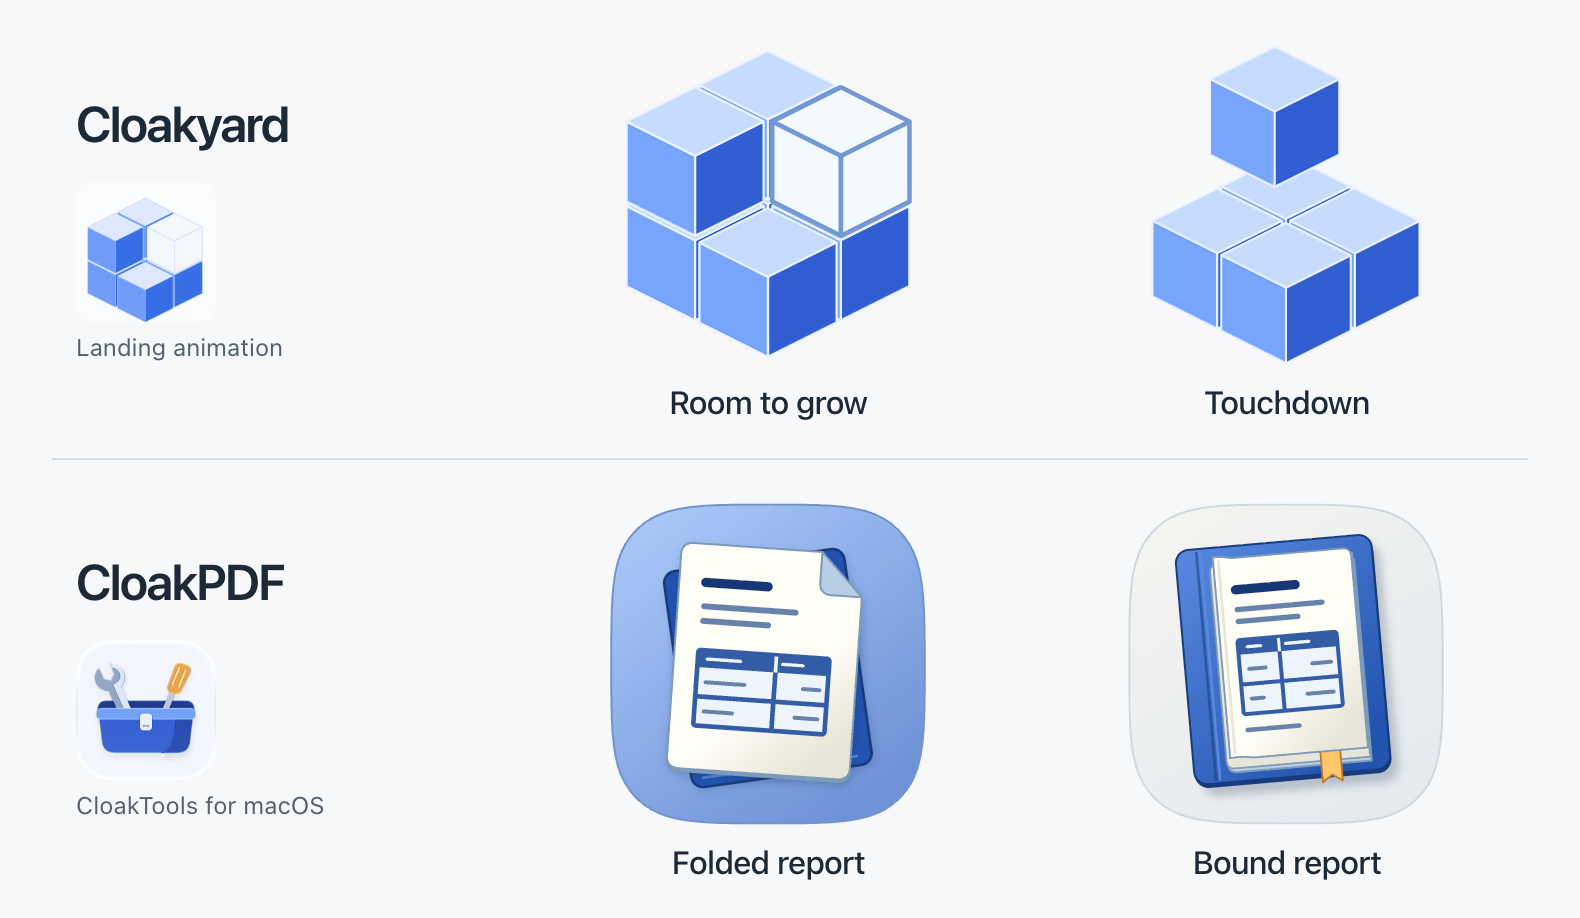 Cloakyard
Landing animation
Room to grow
Touchdown
CloakPDF
CloakTools for macOS
Folded report
Bound report